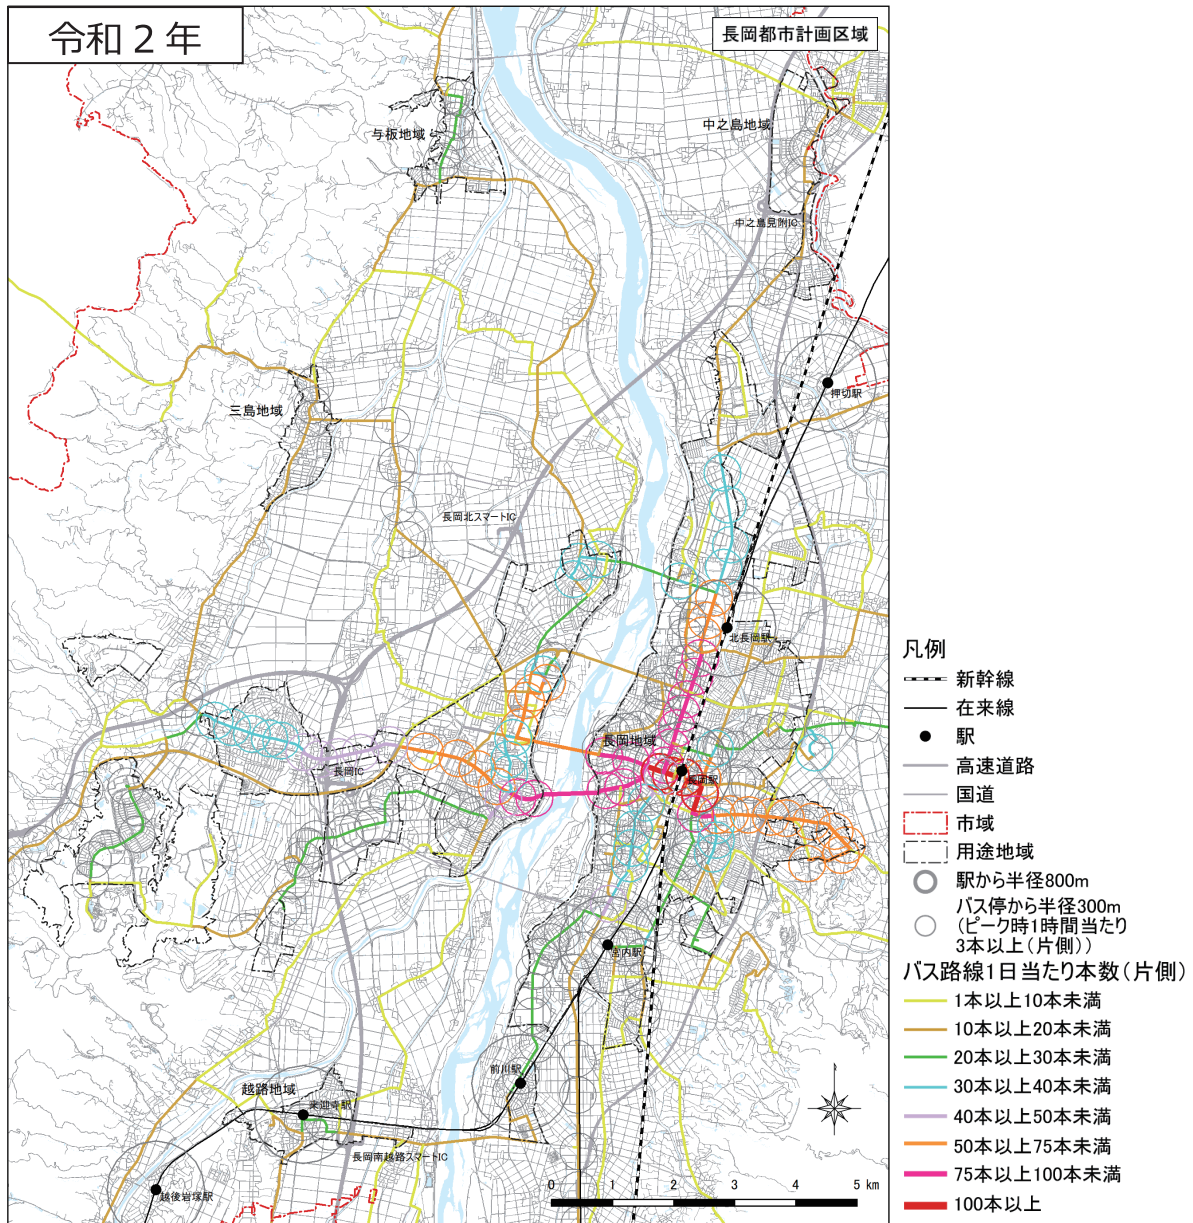 令和2年
長岡都市計画区域
与板地域
中之島地域
中之島見附IC
押切駅
三島地域
長岡北スマートIC
北長岡駅
長岡地域
長岡IC
長岡駅
宮内駅
前川駅
越路地域
来迎寺駅
長岡南越路スマートIC
越後岩塚駅
0 1 2 3 4 5 km
凡例
新幹線
在来線
駅
高速道路
国道
市域
用途地域
駅から半径800m
バス停から半径300m
(ピーク時1時間当たり
3本以上(片側))
バス路線1日当たり本数(片側)
1本以上10本未満
10本以上20本未満
20本以上30本未満
30本以上40本未満
40本以上50本未満
50本以上75本未満
75本以上100本未満
100本以上